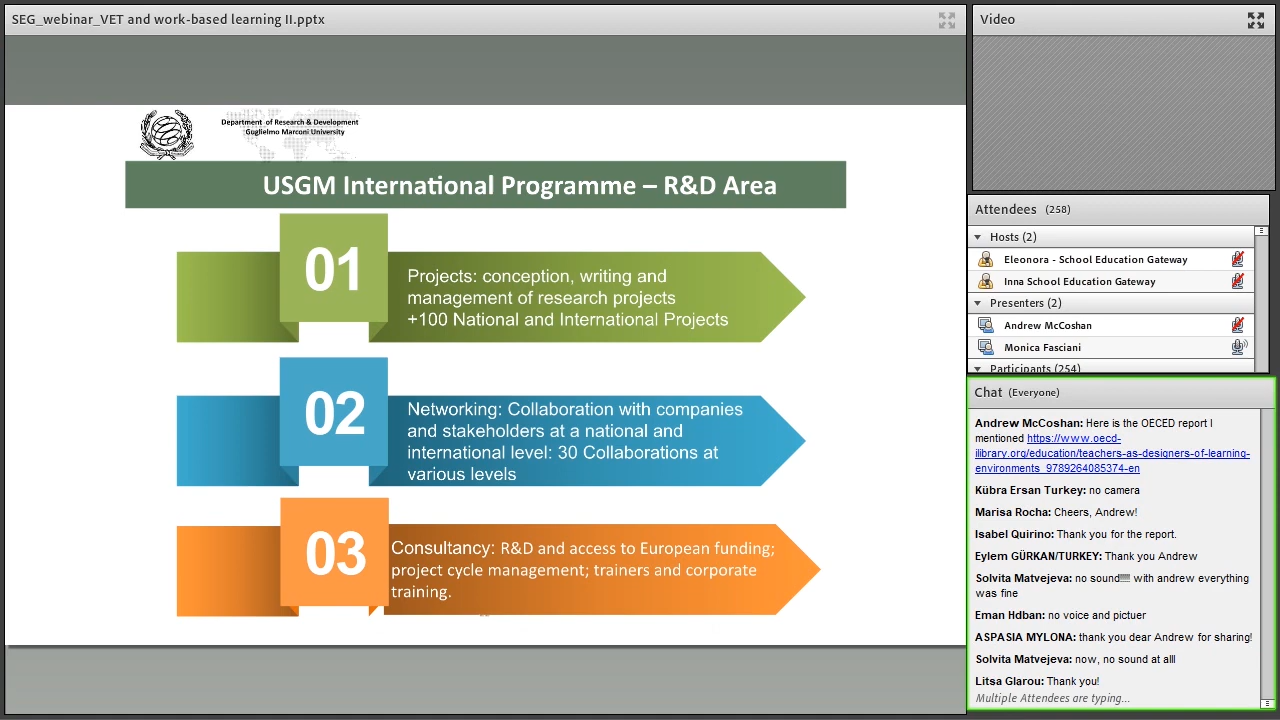 SEG_webinar_VET and work-based learning II.pptx
Department of Research & Development
Guglielmo Marconi University
USGM International Programme – R&D Area
01
Projects: conception, writing and
management of research projects
+100 National and International Projects
02
Networking: Collaboration with companies
and stakeholders at a national and
international level: 30 Collaborations at
various levels
03
Consultancy: R&D and access to European funding;
project cycle management; trainers and corporate
training.
Video
Attendees (258)
Hosts (2)
Eleonora - School Education Gateway
Inna School Education Gateway
Presenters (2)
Andrew McCoshan
Monica Fasciani
Participants (254)
Chat (Everyone)
Andrew McCoshan: Here is the OECED report I
mentioned https://www.oecd-
ilibrary.org/education/teachers-as-designers-of-learning-
environments_9789264085374-en
Kübra Ersan Turkey: no camera
Marisa Rocha: Cheers, Andrew!
Isabel Quirino: Thank you for the report.
Eylem GÜRKAN/TURKEY: Thank you Andrew
Solvita Matvejeva: no sound!!!!! with andrew everything
was fine
Eman Hdban: no voice and pictuer
ASPASIA MYLONA: thank you dear Andrew for sharing!
Solvita Matvejeva: now, no sound at alll
Litsa Glarou: Thank you!
Multiple Attendees are typing...